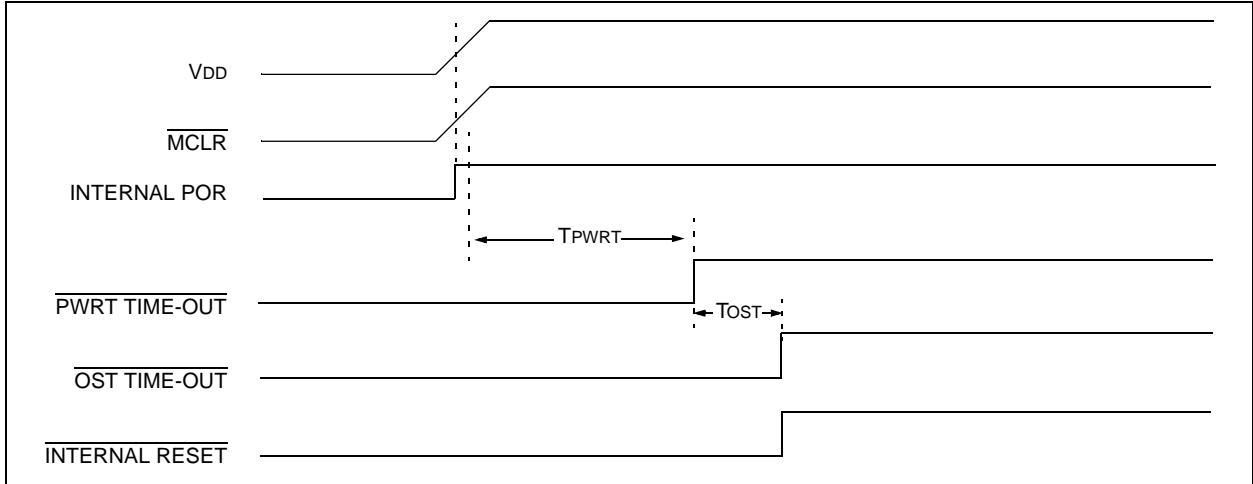 VDD
MCLR
INTERNAL POR
TPWRT
PWRT TIME-OUT
TOST
OST TIME-OUT
INTERNAL RESET